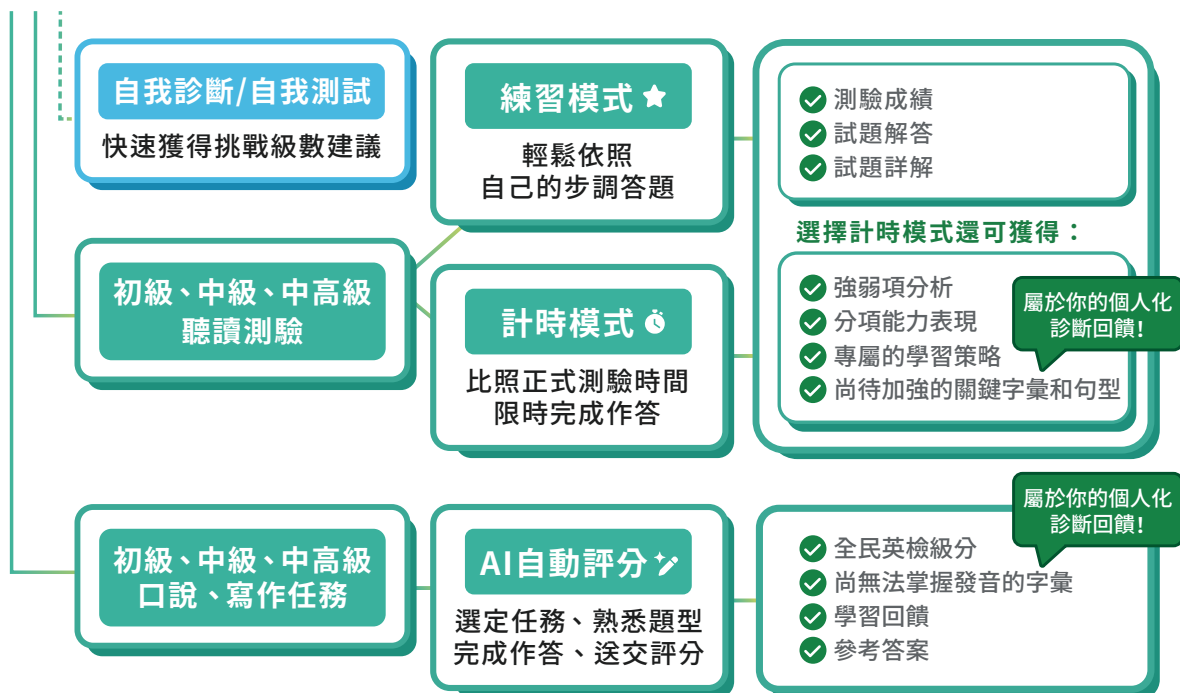 自我診斷/自我測試
快速獲得挑戰級數建議
初級、中級、中高級
聽讀測驗
練習模式
輕鬆依照
自己的步調答題
計時模式
比照正式測驗時間
限時完成作答
測驗成績
試題解答
試題詳解
選擇計時模式還可獲得：
強弱項分析
分項能力表現
專屬的學習策略
尚待加強的關鍵字彙和句型
屬於你的個人化
診斷回饋!
初級、中級、中高級
口說、寫作任務
AI自動評分
選定任務、熟悉題型
完成作答、送交評分
全民英檢級分
尚無法掌握發音的字彙
學習回饋
參考答案
屬於你的個人化
診斷回饋!